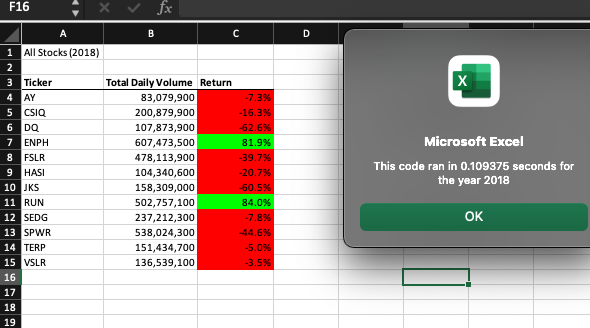 F16 fx
A B C D
1 All Stocks (2018)
2
3 Ticker Total Daily Volume Return
4 AY 83,079,900 -7.3%
5 CSIQ 200,879,900 -16.3%
6 DQ 107,873,900 -62.6%
7 ENPH 607,473,500 81.9%
8 FSLR 478,113,900 -39.7%
9 HASI 104,340,600 -20.7%
10 JKS 158,309,000 -60.5%
11 RUN 502,757,100 84.0%
12 SEDG 237,212,300 -7.8%
13 SPWR 538,024,300 -44.6%
14 TERP 151,434,700 -5.0%
15 VSLR 136,539,100 -3.5%
16
17
18
19
X
Microsoft Excel
This code ran in 0.109375 seconds for
the year 2018
OK